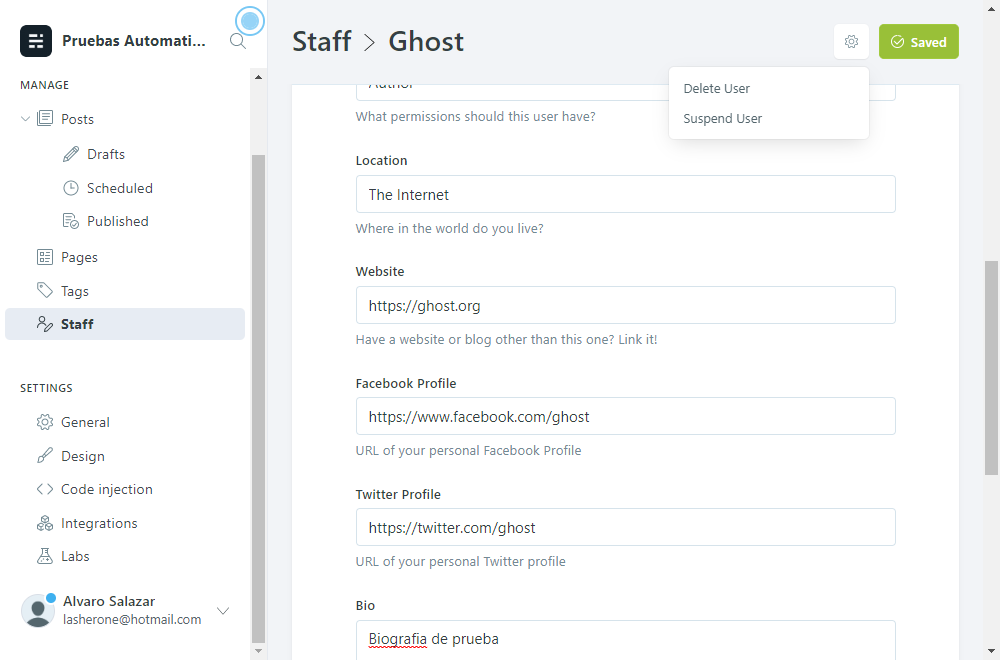 Pruebas Automati...
MANAGE
Posts
Drafts
Scheduled
Published
Pages
Tags
Staff
SETTINGS
General
Design
Code injection
Integrations
Labs
Alvaro Salazar
lasherone@hotmail.com
Staff > Ghost
Saved
Delete User
Suspend User
Author
What permissions should this user have?
Location
The Internet
Where in the world do you live?
Website
https://ghost.org
Have a website or blog other than this one? Link it!
Facebook Profile
https://www.facebook.com/ghost
URL of your personal Facebook Profile
Twitter Profile
https://twitter.com/ghost
URL of your personal Twitter profile
Bio
Biografia de prueba